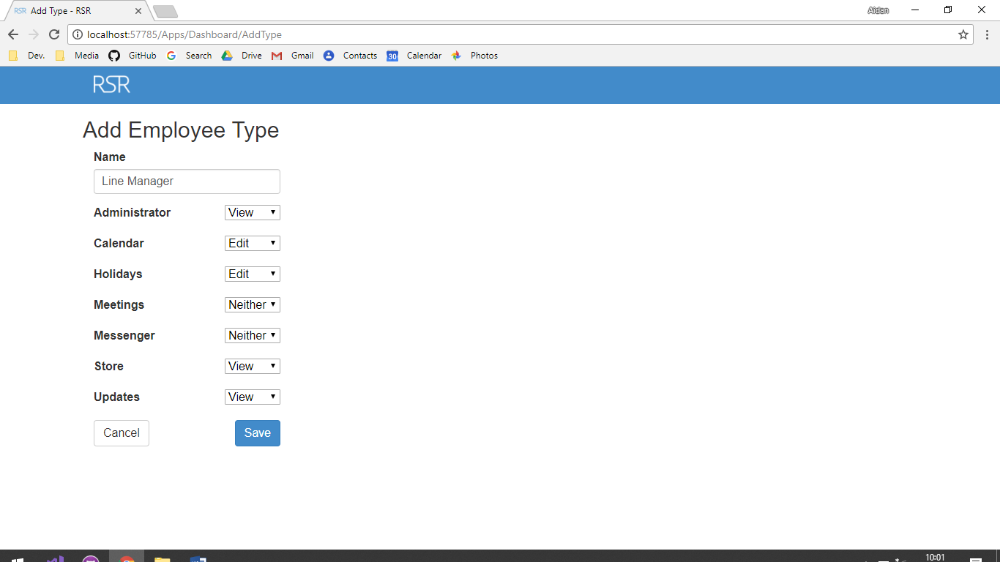 RSR Add Type - RSR
Aidan
localhost:57785/Apps/Dashboard/AddType
Dev. Media GitHub Search Drive Gmail 30 Contacts Calendar Photos
RSR
Add Employee Type
Name
Line Manager
Administrator View
Calendar Edit
Holidays Edit
Meetings Neither
Messenger Neither
Store View
Updates View
Cancel Save
10:01